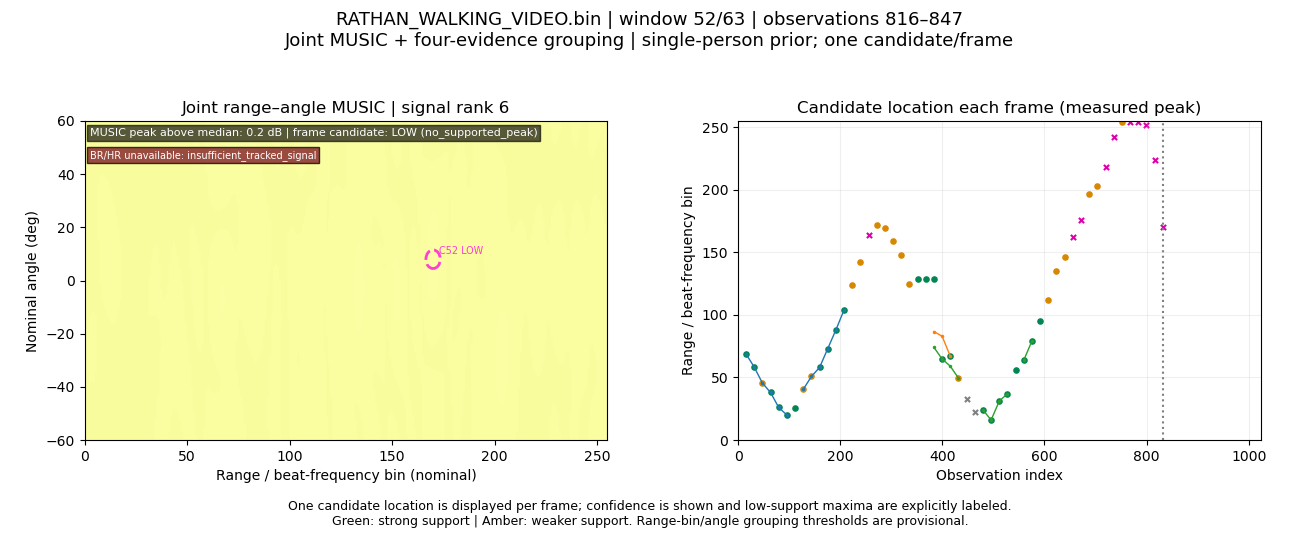 RATHAN_WALKING_VIDEO.bin | window 52/63 | observations 816–847
Joint MUSIC + four-evidence grouping | single-person prior; one candidate/frame
Joint range–angle MUSIC | signal rank 6
MUSIC peak above median: 0.2 dB | frame candidate: LOW (no_supported_peak)
BR/HR unavailable: insufficient_tracked_signal
C52 LOW
60
40
20
0
−20
−40
−60
Nominal angle (deg)
0 50 100 150 200 250
Range / beat-frequency bin (nominal)
Candidate location each frame (measured peak)
250
200
150
100
50
0
Range / beat-frequency bin
0 200 400 600 800 1000
Observation index
One candidate location is displayed per frame; confidence is shown and low-support maxima are explicitly labeled.
Green: strong support | Amber: weaker support. Range-bin/angle grouping thresholds are provisional.